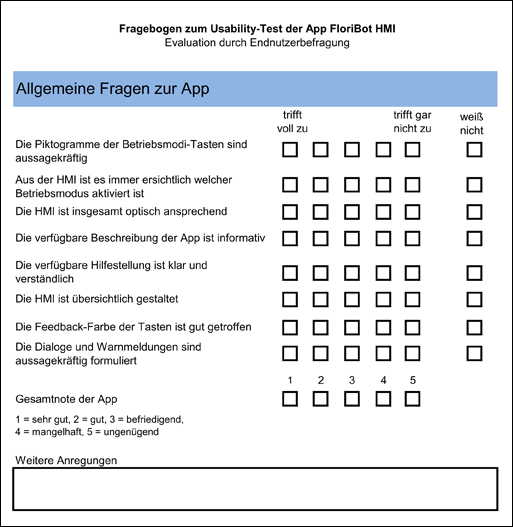 Fragebogen zum Usability-Test der App FloriBot HMI
Evaluation durch Endnutzerbefragung
Allgemeine Fragen zur App
trifft voll zu
trifft gar nicht zu
weiß nicht
Die Piktogramme der Betriebsmodi-Tasten sind
aussagekräftig
Aus der HMI ist es immer ersichtlich welcher
Betriebsmodus aktiviert ist
Die HMI ist insgesamt optisch ansprechend
Die verfügbare Beschreibung der App ist informativ
Die verfügbare Hilfestellung ist klar und
verständlich
Die HMI ist übersichtlich gestaltet
Die Feedback-Farbe der Tasten ist gut getroffen
Die Dialoge und Warnmeldungen sind
aussagekräftig formuliert
1 2 3 4 5
Gesamtnote der App
1 = sehr gut, 2 = gut, 3 = befriedigend,
4 = mangelhaft, 5 = ungenügend
Weitere Anregungen